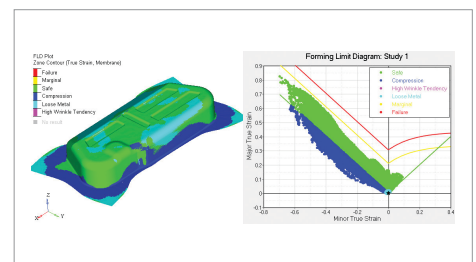 FLD Plot
Zone Contour (True Strain, Membrane)
Failure
Marginal
Safe
Compression
Loose Metal
High Wrinkle Tendency
No result
Z
X
Y
Forming Limit Diagram: Study 1
Safe
Compression
High Wrinkle Tendency
Loose Metal
Marginal
Failure
Major True Strain
0.9
0.8
0.7
0.6
0.5
0.4
0.3
0.2
0.1
0
-0.1
-0.8
-0.6
-0.4
-0.2
0
0.2
0.4
Minor True Strain